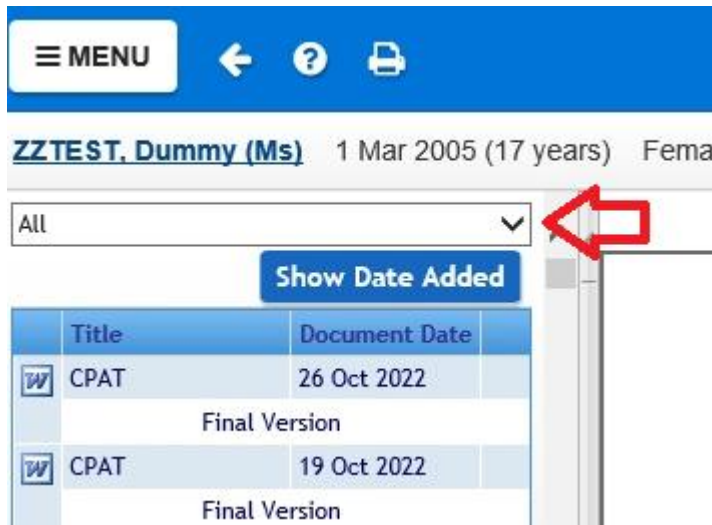 MENU
ZZTEST, Dummy (Ms) 1 Mar 2005 (17 years) Fema
All
Show Date Added
Title Document Date
CPAT 26 Oct 2022
Final Version
CPAT 19 Oct 2022
Final Version